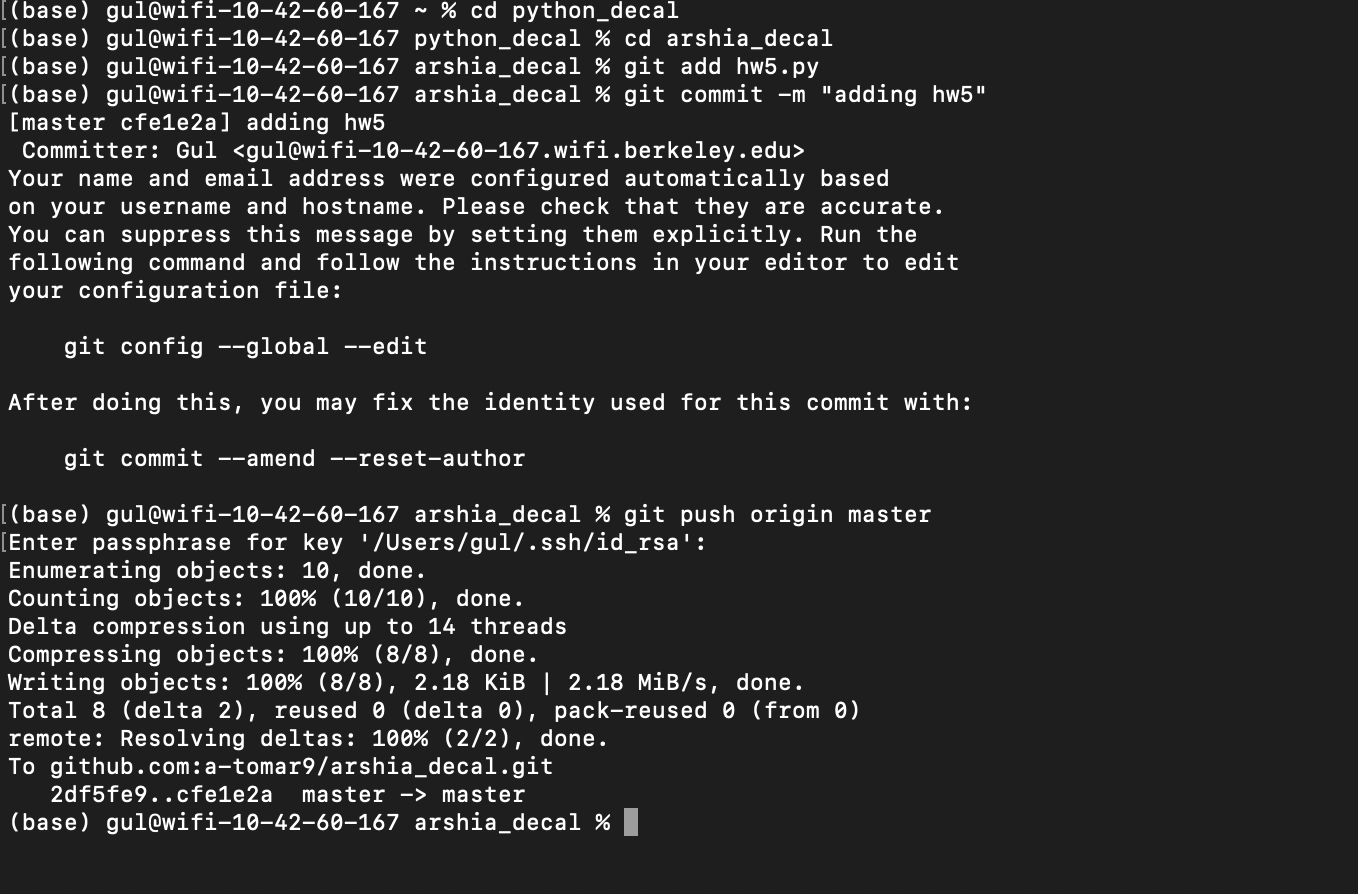 [(base) gul@wifi-10-42-60-167 ~ % cd python_decal
[(base) gul@wifi-10-42-60-167 python_decal % cd arshia_decal
[(base) gul@wifi-10-42-60-167 arshia_decal % git add hw5.py
[(base) gul@wifi-10-42-60-167 arshia_decal % git commit -m "adding hw5"
[master cfe1e2a] adding hw5
 Committer: Gul <gul@wifi-10-42-60-167.wifi.berkeley.edu>
Your name and email address were configured automatically based
on your username and hostname. Please check that they are accurate.
You can suppress this message by setting them explicitly. Run the
following command and follow the instructions in your editor to edit
your configuration file:

    git config --global --edit

After doing this, you may fix the identity used for this commit with:

    git commit --amend --reset-author

[(base) gul@wifi-10-42-60-167 arshia_decal % git push origin master
[Enter passphrase for key '/Users/gul/.ssh/id_rsa':
Enumerating objects: 10, done.
Counting objects: 100% (10/10), done.
Delta compression using up to 14 threads
Compressing objects: 100% (8/8), done.
Writing objects: 100% (8/8), 2.18 KiB | 2.18 MiB/s, done.
Total 8 (delta 2), reused 0 (delta 0), pack-reused 0 (from 0)
remote: Resolving deltas: 100% (2/2), done.
To github.com:a-tomar9/arshia_decal.git
   2df5fe9..cfe1e2a  master -> master
(base) gul@wifi-10-42-60-167 arshia_decal %